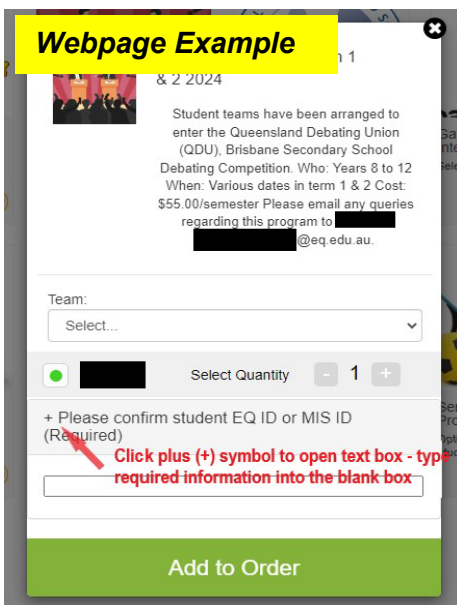 Webpage Example
n 1
& 2 2024
Student teams have been arranged to
enter the Queensland Debating Union
(QDU), Brisbane Secondary School
Debating Competition. Who: Years 8 to 12
When: Various dates in term 1 & 2 Cost:
$55.00/semester Please email any queries
regarding this program to
@eq.edu.au.
Team:
Select...
Select Quantity - 1 +
+ Please confirm student EQ ID or MIS ID
(Required)
Click plus (+) symbol to open text box - type
required information into the blank box
Add to Order